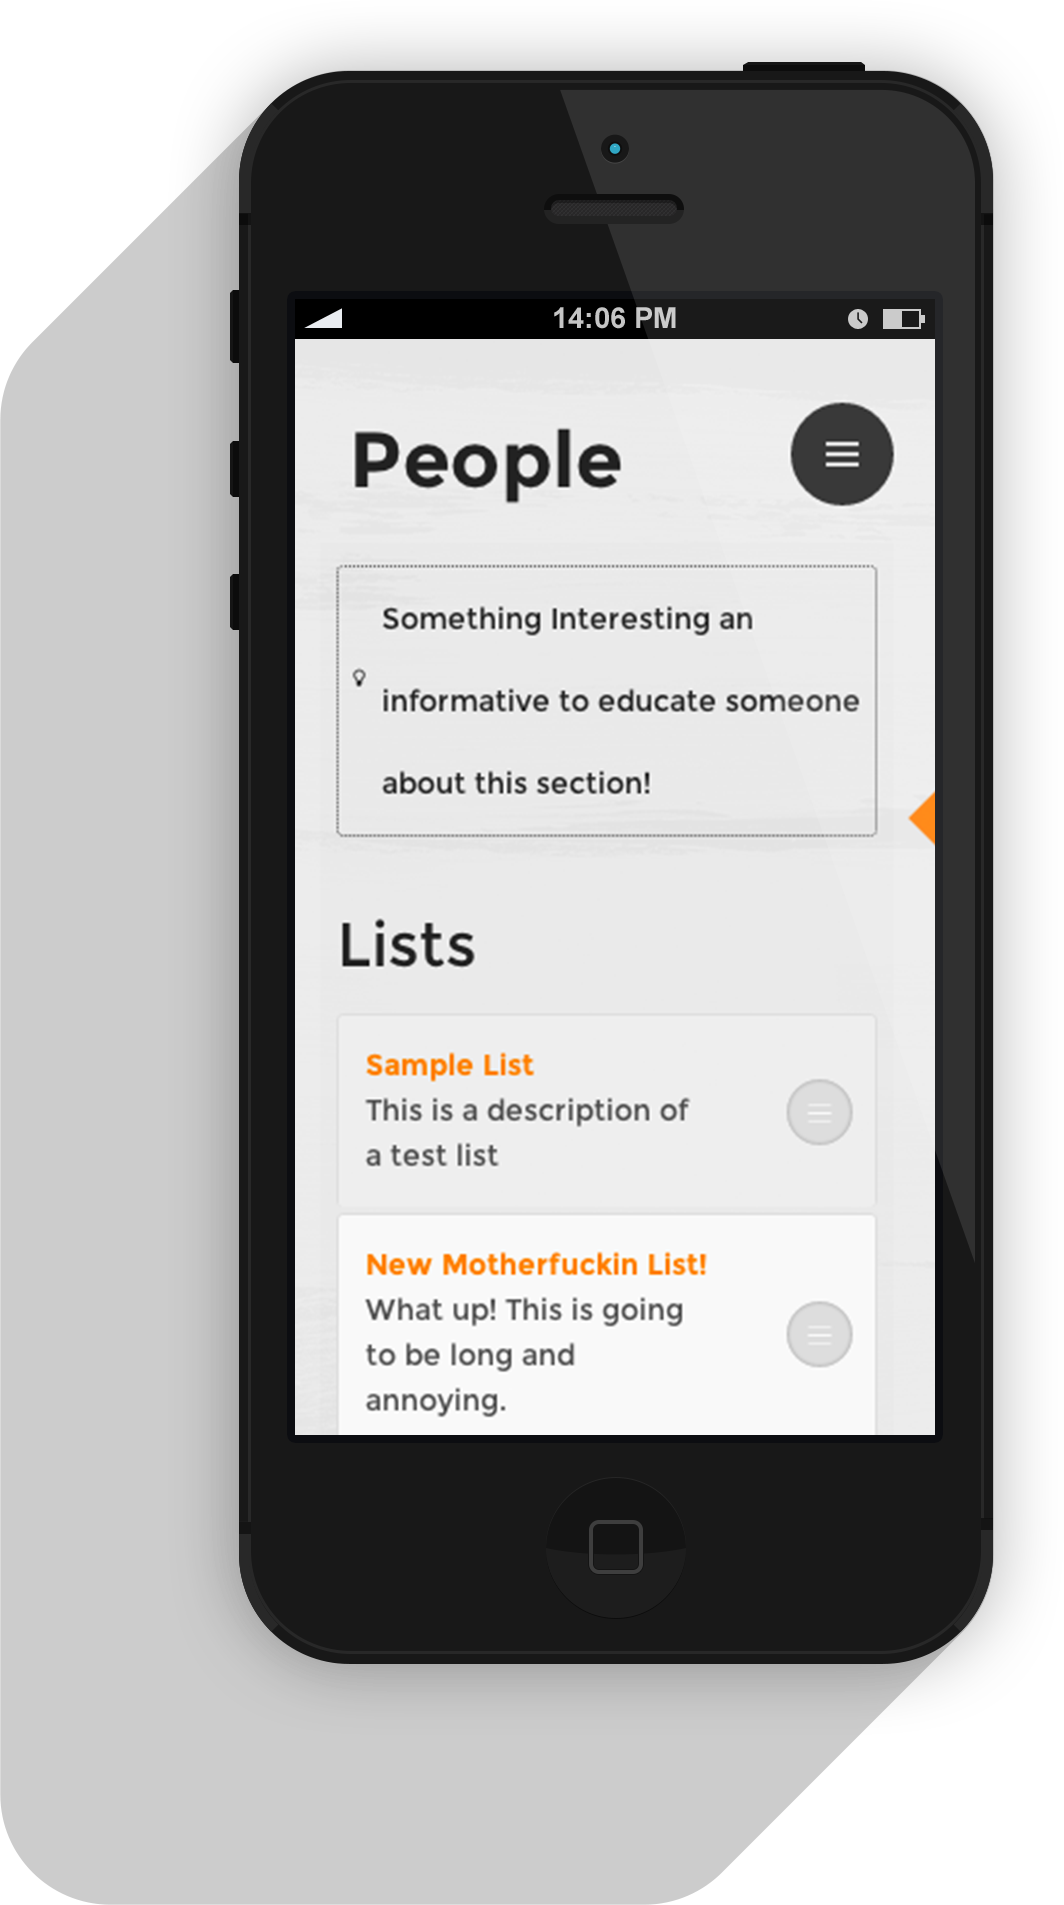 14:06 PM
People
Something Interesting an
informative to educate someone
about this section!
Lists
Sample List
This is a description of
a test list
New Motherfuckin List!
What up! This is going
to be long and
annoying.